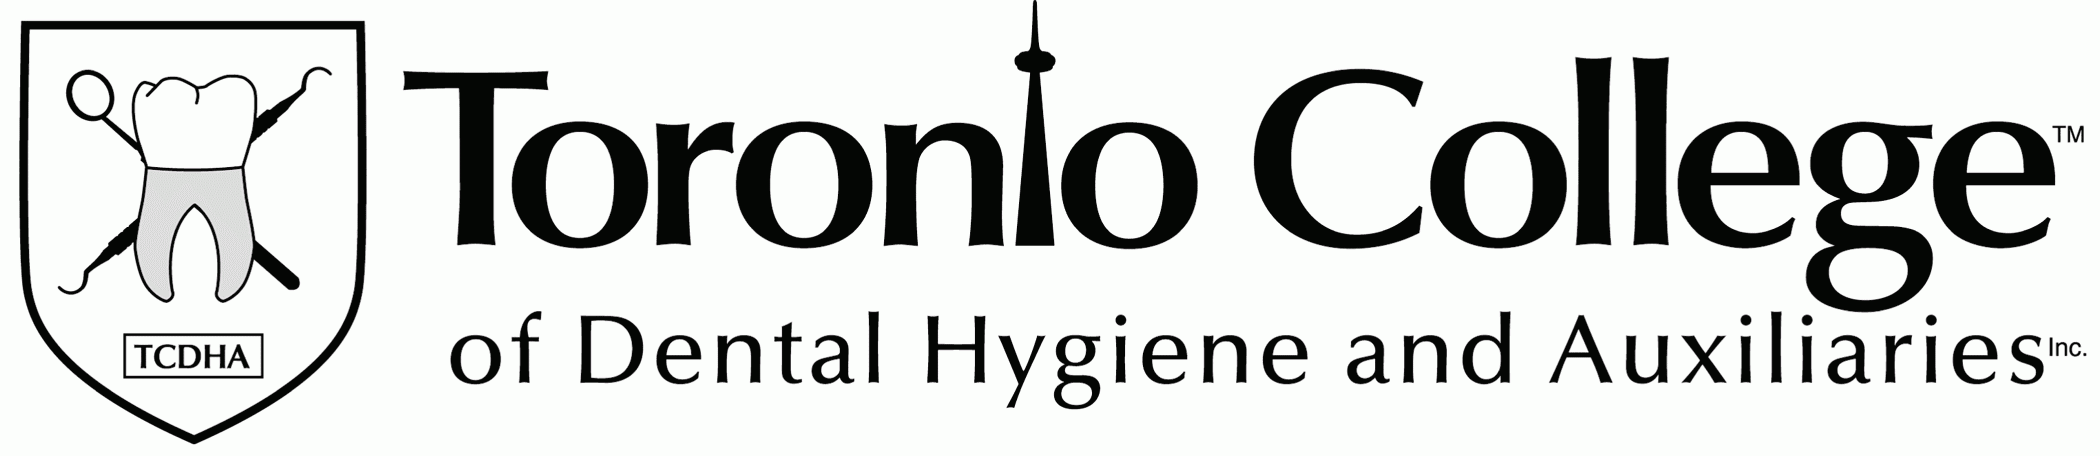 TCDHA
Toronto College™
of Dental Hygiene and Auxiliaries Inc.